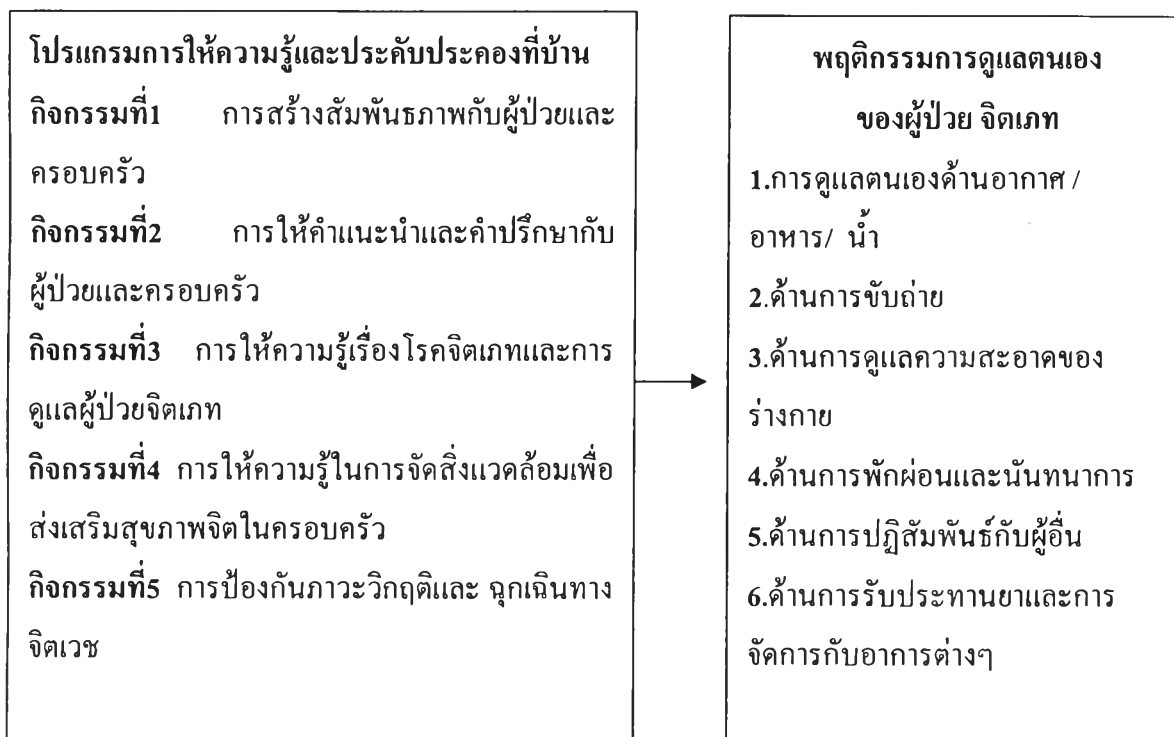 โปรแกรมการให้ความรู้และประคับประคองที่บ้าน
กิจกรรมที่1 การสร้างสัมพันธภาพกับผู้ป่วยและ
ครอบครัว
กิจกรรมที่2 การให้คำแนะนำและคำปรึกษากับ
ผู้ป่วยและครอบครัว
กิจกรรมที่3 การให้ความรู้เรื่องโรคจิตเภทและการ
ดูแลผู้ป่วยจิตเภท
กิจกรรมที่4 การให้ความรู้ในการจัดสิ่งแวดล้อมเพื่อ
ส่งเสริมสุขภาพจิตในครอบครัว
กิจกรรมที่5 การป้องกันภาวะวิกฤติและ ฉุกเฉินทาง
จิตเวช
พฤติกรรมการดูแลตนเอง
ของผู้ป่วย จิตเภท
1.การดูแลตนเองด้านอากาศ /
อาหาร/ น้ำ
2.ด้านการขับถ่าย
3.ด้านการดูแลความสะอาดของ
ร่างกาย
4.ด้านการพักผ่อนและนันทนาการ
5.ด้านการปฏิสัมพันธ์กับผู้อื่น
6.ด้านการรับประทานยาและการ
จัดการกับอาการต่างๆ